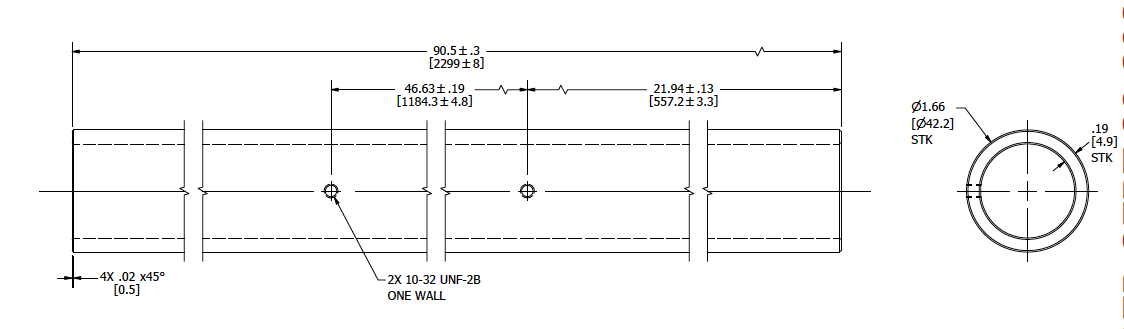 90.5±.3
[2299±8]
46.63±.19
[1184.3±4.8]
21.94±.13
[557.2±3.3]
Ø1.66
[Ø42.2]
STK
.19
[4.9]
STK
4X .02 x45°
[0.5]
2X 10-32 UNF-2B
ONE WALL